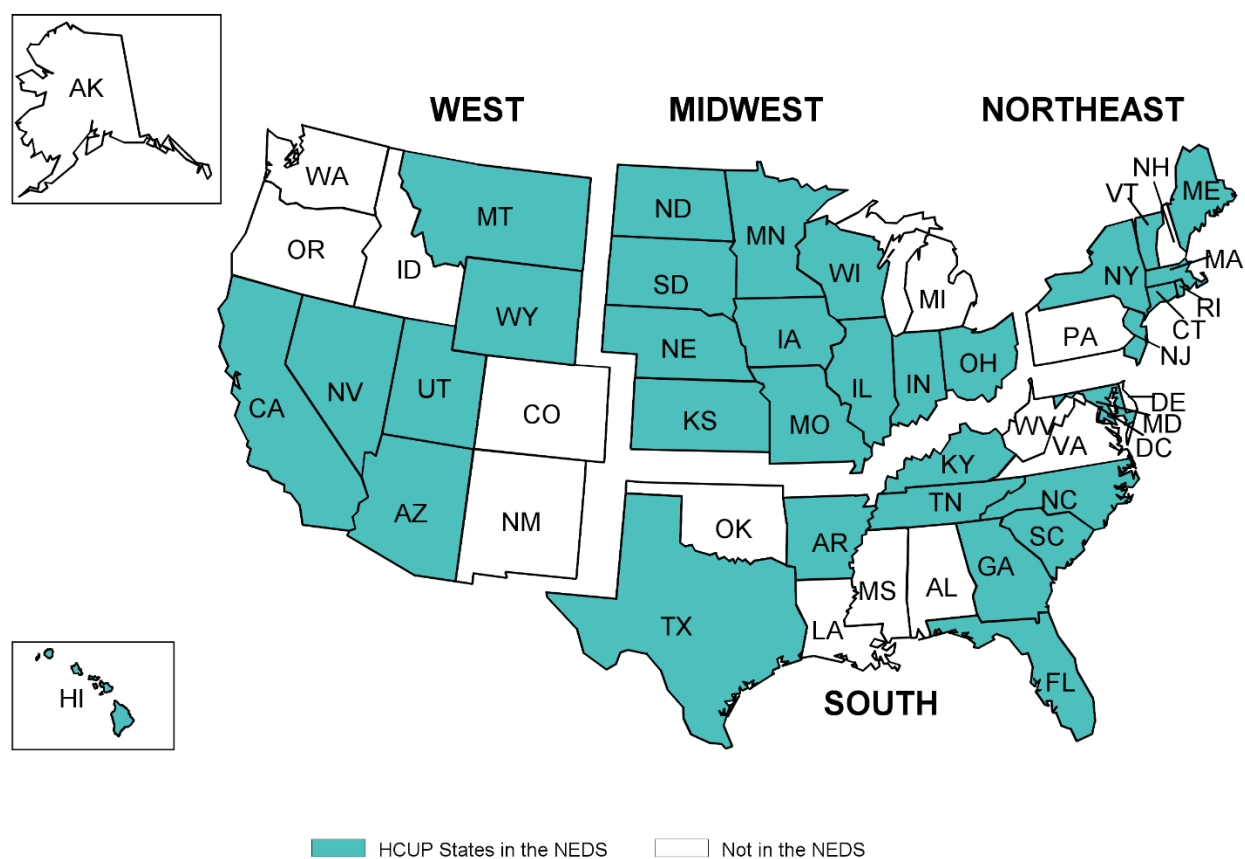 AK
WEST
MIDWEST
NORTHEAST
WA
MT
ND
MN
NH
VT
ME
OR
ID
SD
WI
MI
NY
MA
RI
CT
WY
NE
IA
PA
NJ
NV
UT
CO
IL
IN
OH
CA
KS
MO
DE
MD
DC
WV
VA
KY
AZ
NM
OK
AR
TN
NC
SC
MS
AL
GA
TX
LA
FL
HI
SOUTH
HCUP States in the NEDS
Not in the NEDS